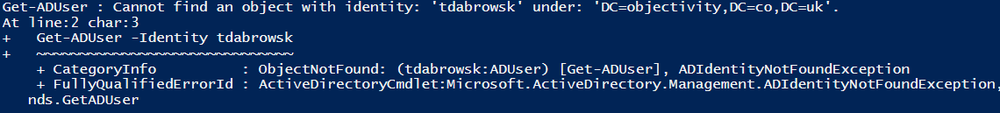 Get-ADUser : Cannot find an object with identity: 'tdabrowsk' under: 'DC=objectivity,DC=co,DC=uk'.
At line:2 char:3
+   Get-ADUser -Identity tdabrowsk
+   ~~~~~~~~~~~~~~~~~~~~~~~~~~~~~~
    + CategoryInfo          : ObjectNotFound: (tdabrowsk:ADUser) [Get-ADUser], ADIdentityNotFoundException
    + FullyQualifiedErrorId : ActiveDirectoryCmdlet:Microsoft.ActiveDirectory.Management.ADIdentityNotFoundException,
   nds.GetADUser